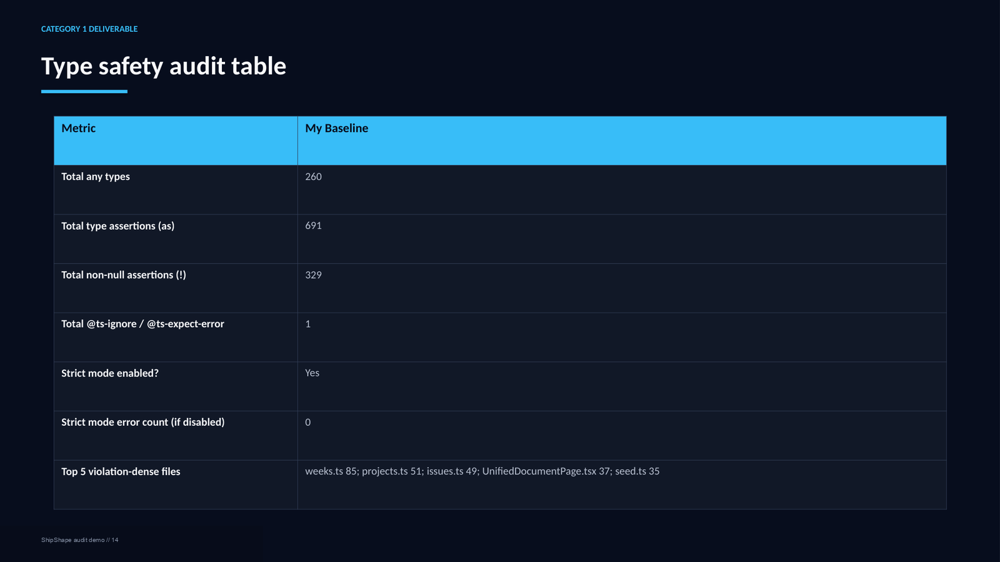 CATEGORY 1 DELIVERABLE
Type safety audit table
Metric My Baseline
Total any types 260
Total type assertions (as) 691
Total non-null assertions (!) 329
Total @ts-ignore / @ts-expect-error 1
Strict mode enabled? Yes
Strict mode error count (if disabled) 0
Top 5 violation-dense files weeks.ts 85; projects.ts 51; issues.ts 49; UnifiedDocumentPage.tsx 37; seed.ts 35
ShipShape audit demo // 14